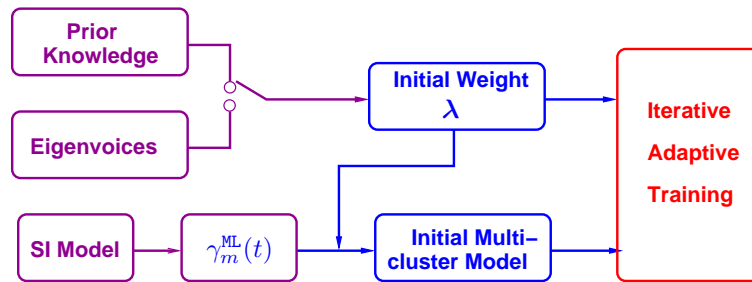 Prior
Knowledge
Eigenvoices
Initial Weight
λ
Iterative
Adaptive
Training
SI Model
γ_m^ML(t)
Initial Multi−
cluster Model